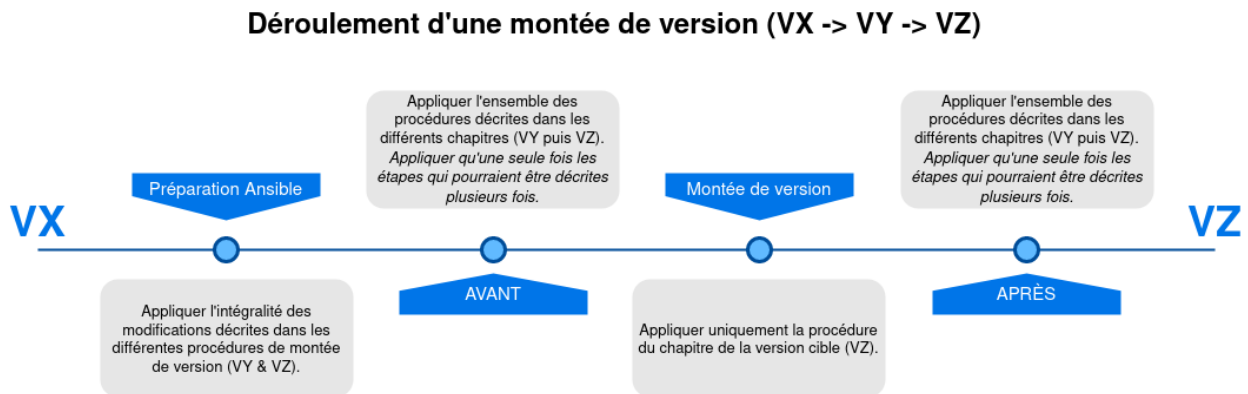 Déroulement d'une montée de version (VX -> VY -> VZ)
Appliquer l'ensemble des
procédures décrites dans les
différents chapitres (VY puis VZ).
Appliquer qu'une seule fois les
étapes qui pourraient être décrites
plusieurs fois.
Appliquer l'ensemble des
procédures décrites dans les
différents chapitres (VY puis VZ).
Appliquer qu'une seule fois les
étapes qui pourraient être décrites
plusieurs fois.
Préparation Ansible
Montée de version
VX
VZ
AVANT
APRÈS
Appliquer l'intégralité des
modifications décrites dans les
différentes procédures de montée
de version (VY & VZ).
Appliquer uniquement la procédure
du chapitre de la version cible (VZ).